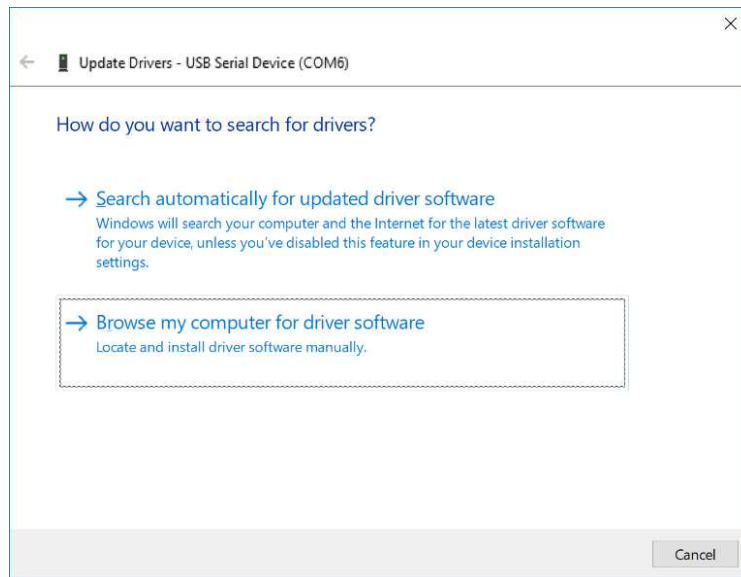 Update Drivers - USB Serial Device (COM6)
How do you want to search for drivers?
Search automatically for updated driver software
Windows will search your computer and the Internet for the latest driver software
for your device, unless you've disabled this feature in your device installation
settings.
Browse my computer for driver software
Locate and install driver software manually.
Cancel